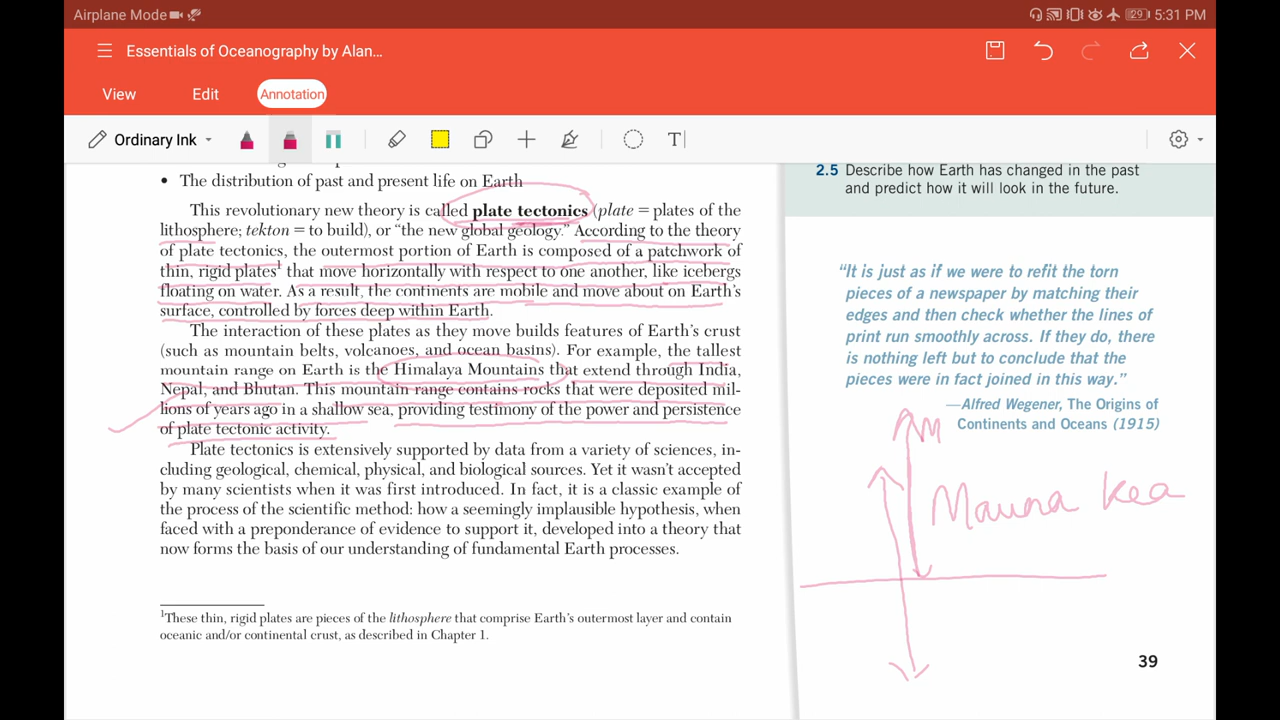 Airplane Mode
29 5:31 PM
Essentials of Oceanography by Alan...
View Edit Annotation
Ordinary Ink T
• The distribution of past and present life on Earth
This revolutionary new theory is called plate tectonics (plate = plates of the
lithosphere; tekton = to build), or “the new global geology.” According to the theory
of plate tectonics, the outermost portion of Earth is composed of a patchwork of
thin, rigid plates1 that move horizontally with respect to one another, like icebergs
floating on water. As a result, the continents are mobile and move about on Earth’s
surface, controlled by forces deep within Earth.
The interaction of these plates as they move builds features of Earth’s crust
(such as mountain belts, volcanoes, and ocean basins). For example, the tallest
mountain range on Earth is the Himalaya Mountains that extend through India,
Nepal, and Bhutan. This mountain range contains rocks that were deposited mil-
lions of years ago in a shallow sea, providing testimony of the power and persistence
of plate tectonic activity.
Plate tectonics is extensively supported by data from a variety of sciences, in-
cluding geological, chemical, physical, and biological sources. Yet it wasn’t accepted
by many scientists when it was first introduced. In fact, it is a classic example of
the process of the scientific method: how a seemingly implausible hypothesis, when
faced with a preponderance of evidence to support it, developed into a theory that
now forms the basis of our understanding of fundamental Earth processes.
1These thin, rigid plates are pieces of the lithosphere that comprise Earth’s outermost layer and contain
oceanic and/or continental crust, as described in Chapter 1.
2.5 Describe how Earth has changed in the past
and predict how it will look in the future.
“It is just as if we were to refit the torn
pieces of a newspaper by matching their
edges and then check whether the lines of
print run smoothly across. If they do, there
is nothing left but to conclude that the
pieces were in fact joined in this way.”
—Alfred Wegener, The Origins of
Continents and Oceans (1915)
M
Mauna Kea
39